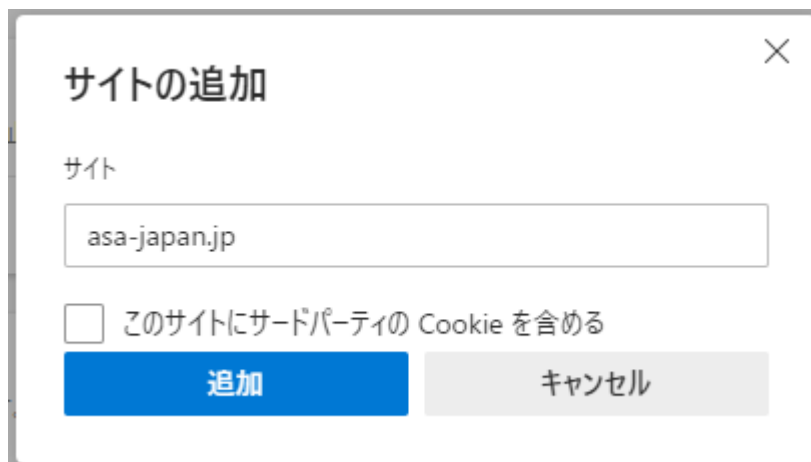 サイトの追加
サイト
asa-japan.jp
このサイトにサードパーティの Cookie を含める
追加
キャンセル